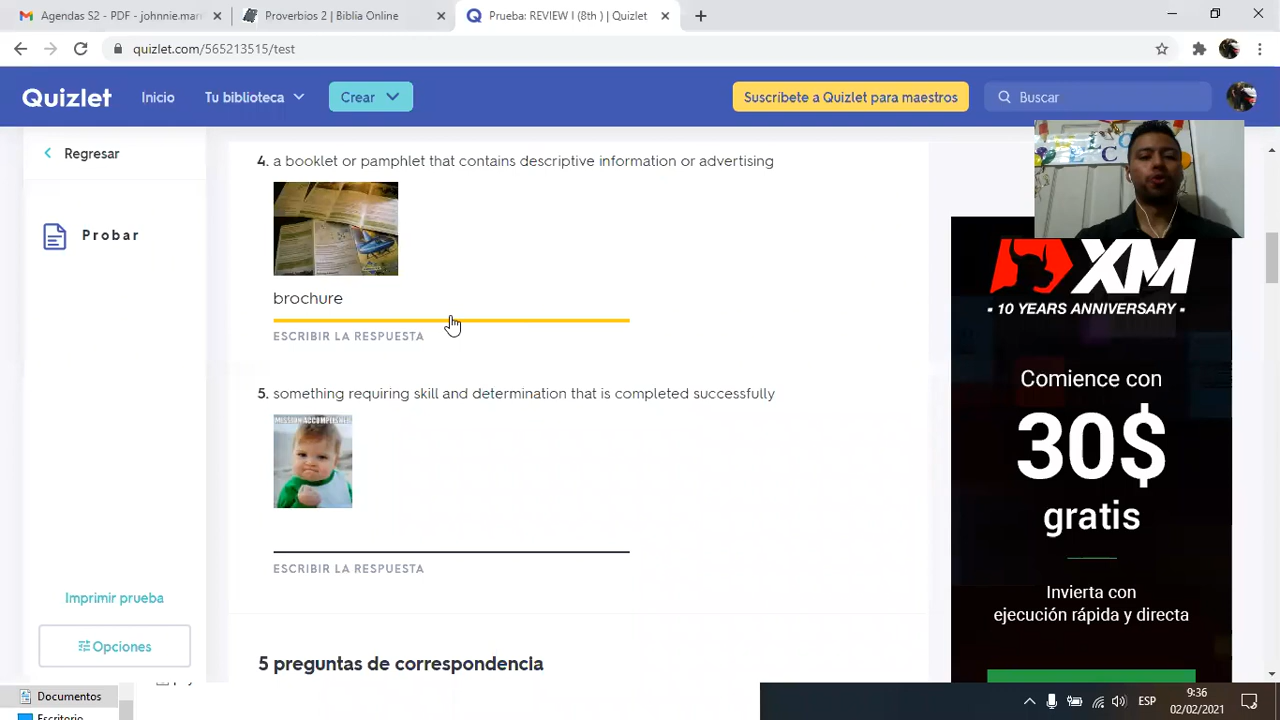 Agendas S2 - PDF - johnnie.marr
Proverbios 2 | Biblia Online
Prueba: REVIEW I (8th ) | Quizlet
quizlet.com/565213515/test
Quizlet
Inicio
Tu biblioteca
Crear
Suscríbete a Quizlet para maestros
Buscar
Regresar
Probar
4. a booklet or pamphlet that contains descriptive information or advertising
brochure
ESCRIBIR LA RESPUESTA
5. something requiring skill and determination that is completed successfully
ESCRIBIR LA RESPUESTA
5 preguntas de correspondencia
Imprimir prueba
Opciones
XM
- 10 YEARS ANNIVERSARY -
Comience con
30$
gratis
Invierta con
ejecución rápida y directa
Documentos
Escritorio
ESP
9:36
02/02/2021